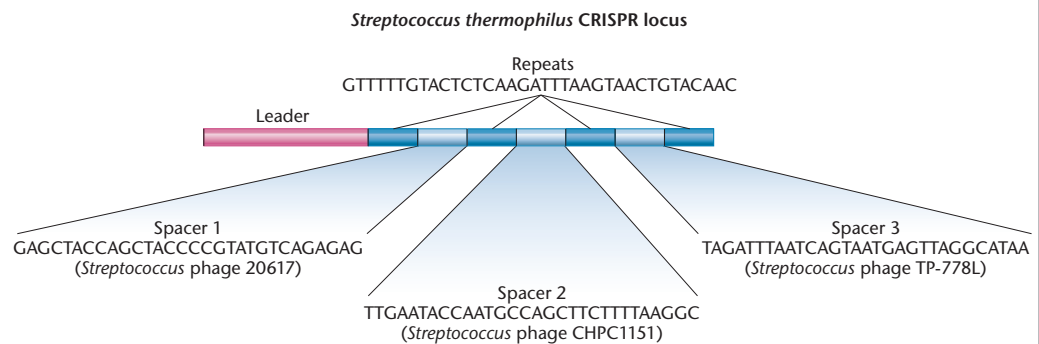 Streptococcus thermophilus CRISPR locus
Repeats
GTTTTTGTACTCTCAAGATTTAAGTAACTGTACAAC
Leader
Spacer 1
GAGCTACCAGCTACCCCGTATGTCAGAGAG
(Streptococcus phage 20617)
Spacer 2
TTGAATACCAATGCCAGCTTCTTTTAAGGC
(Streptococcus phage CHPC1151)
Spacer 3
TAGATTTAATCAGTAATGAGTTAGGCATAA
(Streptococcus phage TP-778L)